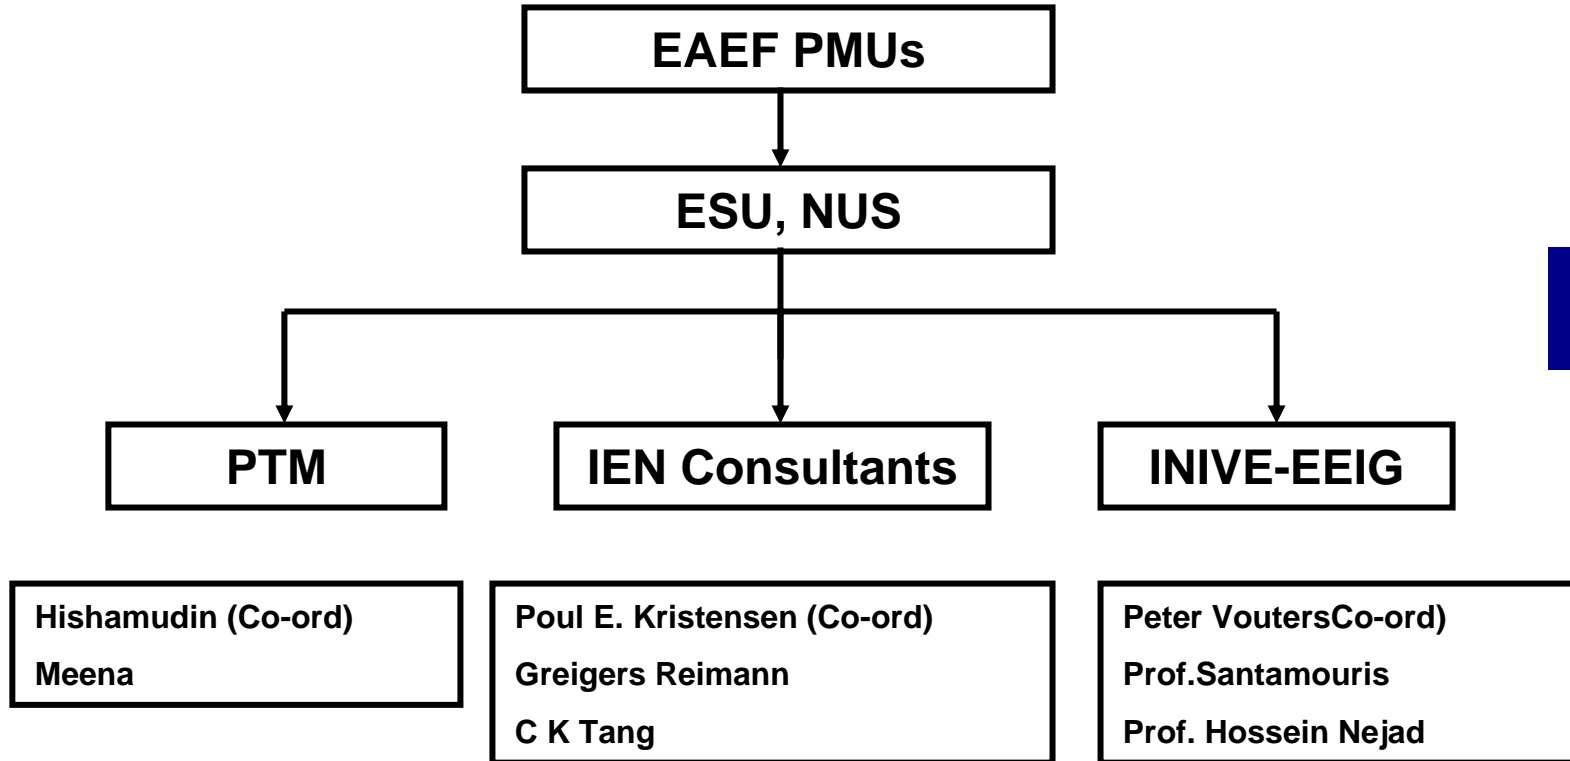 EAEF PMUs
ESU, NUS
PTM
IEN Consultants
INIVE-EEIG
Hishamudin (Co-ord)
Meena
Poul E. Kristensen (Co-ord)
Greigers Reimann
C K Tang
Peter VoutersCo-ord)
Prof.Santamouris
Prof. Hossein Nejad